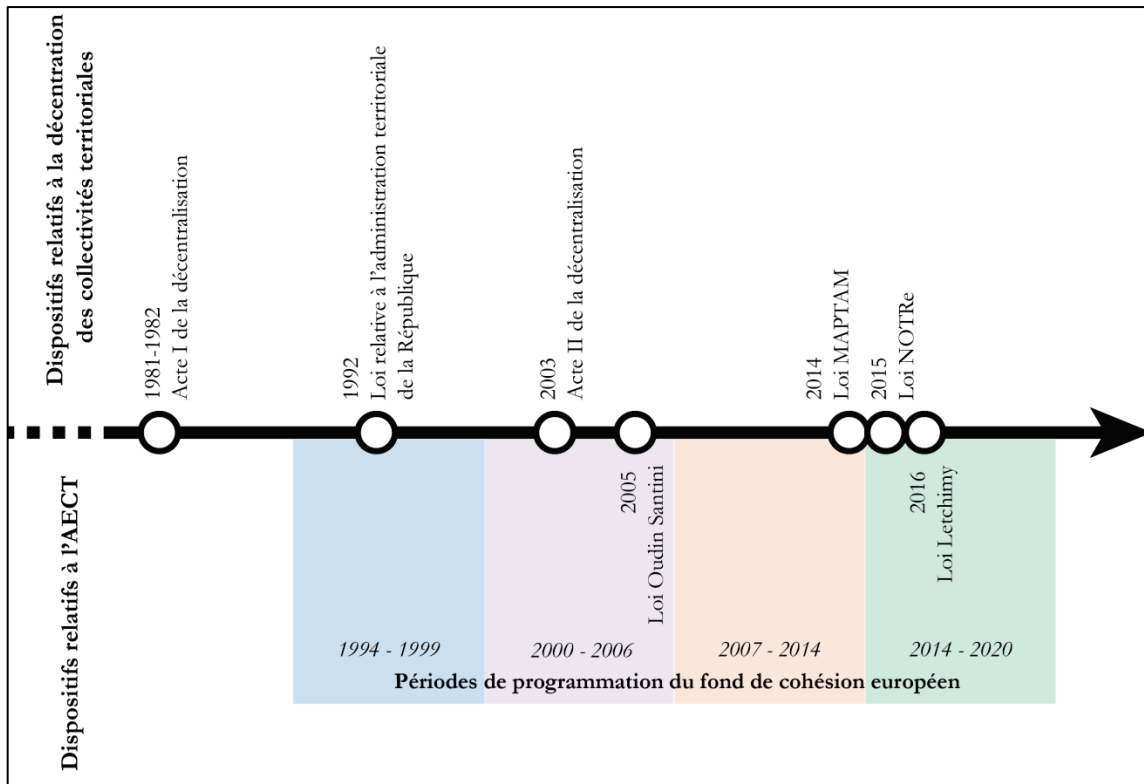 Dispositifs relatifs à la décentration
des collectivités territoriales
1981-1982
Acte I de la décentralisation
1992
Loi relative à l'administration territoriale
de la République
2003
Acte II de la décentralisation
2014
Loi MAPTAM
2015
Loi NOTRe
Dispositifs relatifs à l'AECT
2005
Loi Oudin Santini
2016
Loi Letchimy
1994 - 1999
2000 - 2006
2007 - 2014
2014 - 2020
Périodes de programmation du fond de cohésion européen